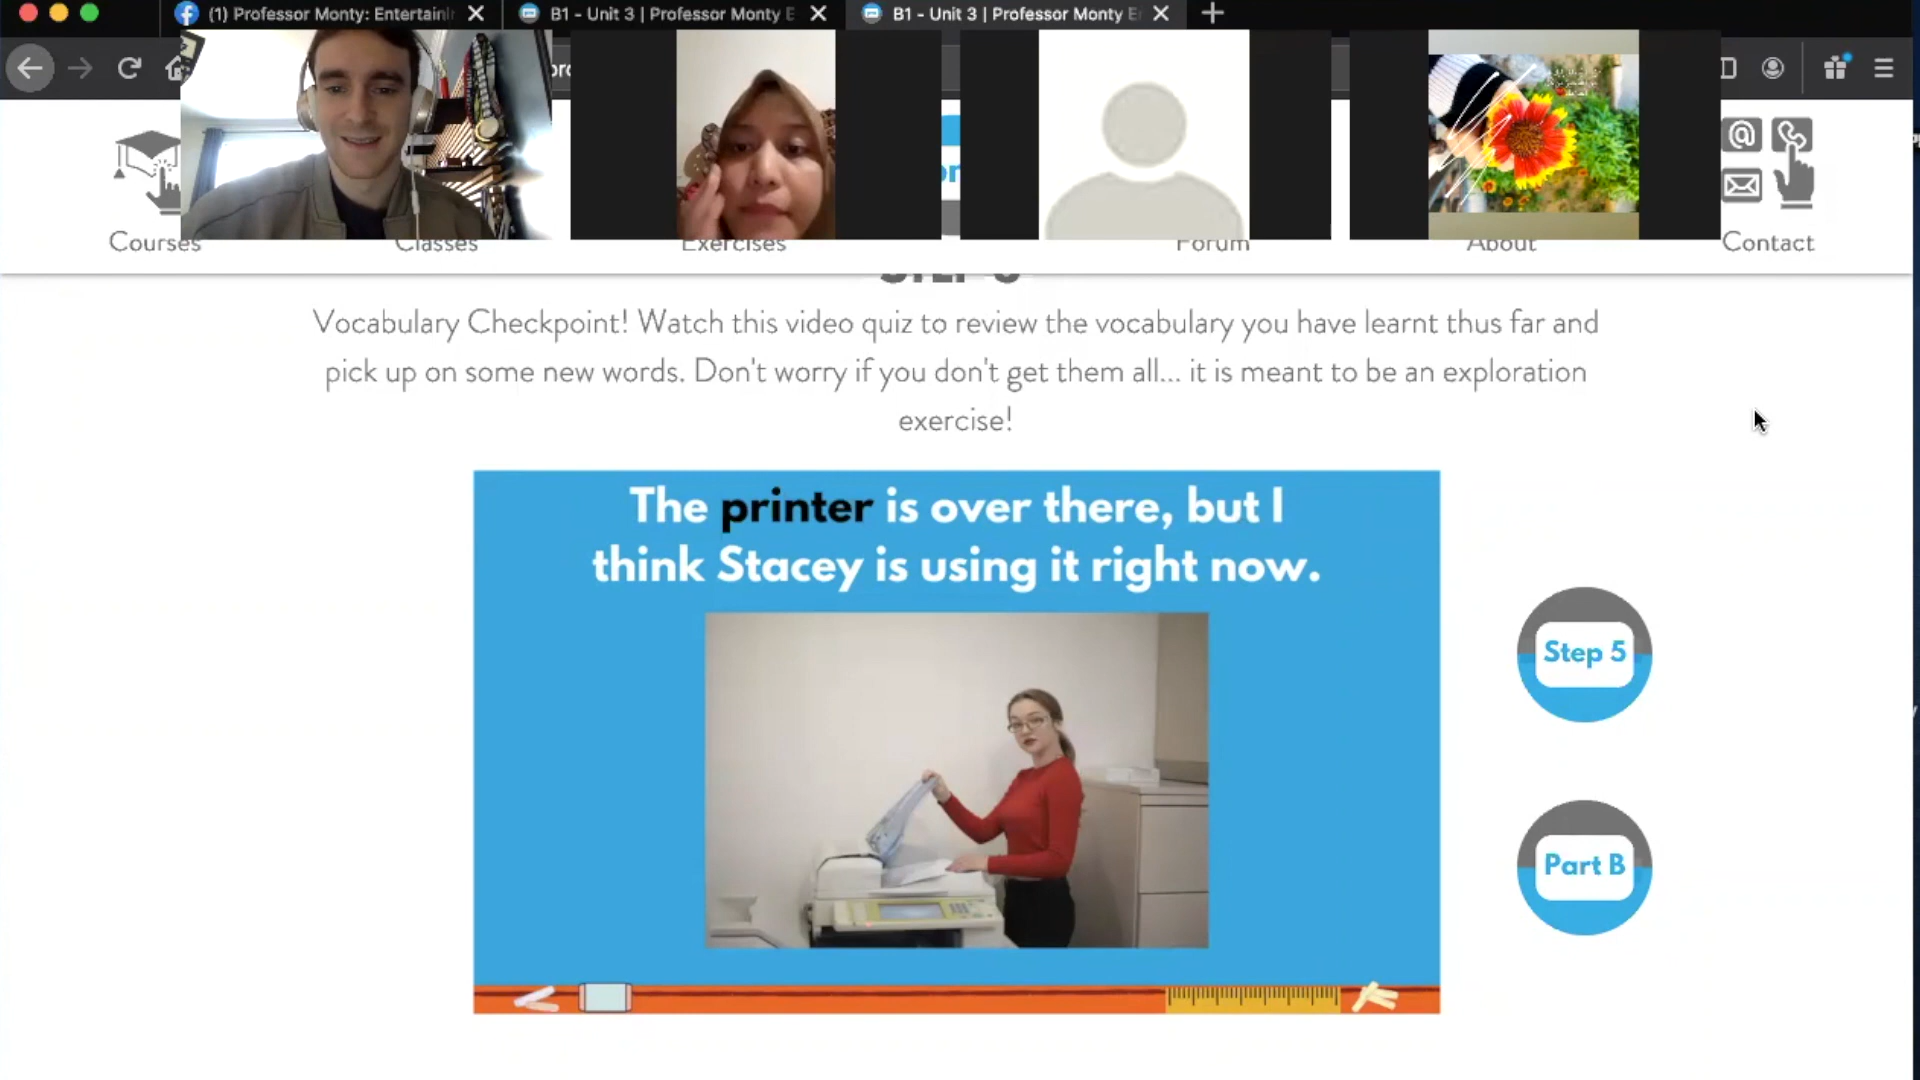 (1) Professor Monty: Entertain
B1 - Unit 3 | Professor Monty E
B1 - Unit 3 | Professor Monty E
Courses
Classes
Exercises
Forum
About
Contact
Vocabulary Checkpoint! Watch this video quiz to review the vocabulary you have learnt thus far and
pick up on some new words. Don't worry if you don't get them all... it is meant to be an exploration
exercise!
The printer is over there, but I
think Stacey is using it right now.
Step 5
Part B